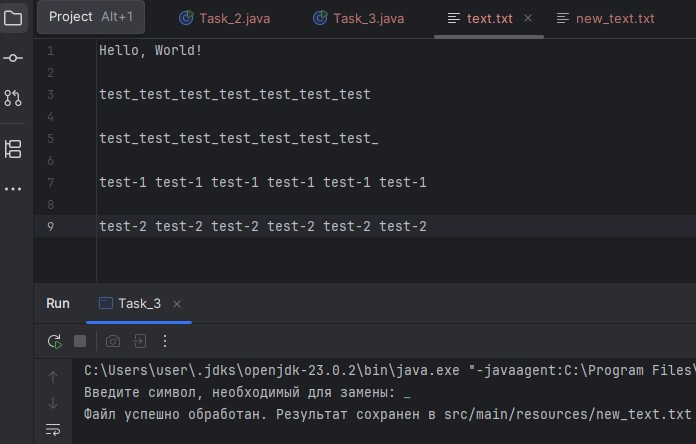 Project Alt+1
Task_2.java
Task_3.java
text.txt
new_text.txt
1 Hello, World!
2
3 test_test_test_test_test_test_test
4
5 test_test_test_test_test_test_test_
6
7 test-1 test-1 test-1 test-1 test-1 test-1
8
9 test-2 test-2 test-2 test-2 test-2 test-2
Run Task_3
C:\Users\user\.jdks\openjdk-23.0.2\bin\java.exe "-javaagent:C:\Program Files\
Введите символ, необходимый для замены: _
Файл успешно обработан. Результат сохранен в src/main/resources/new_text.txt